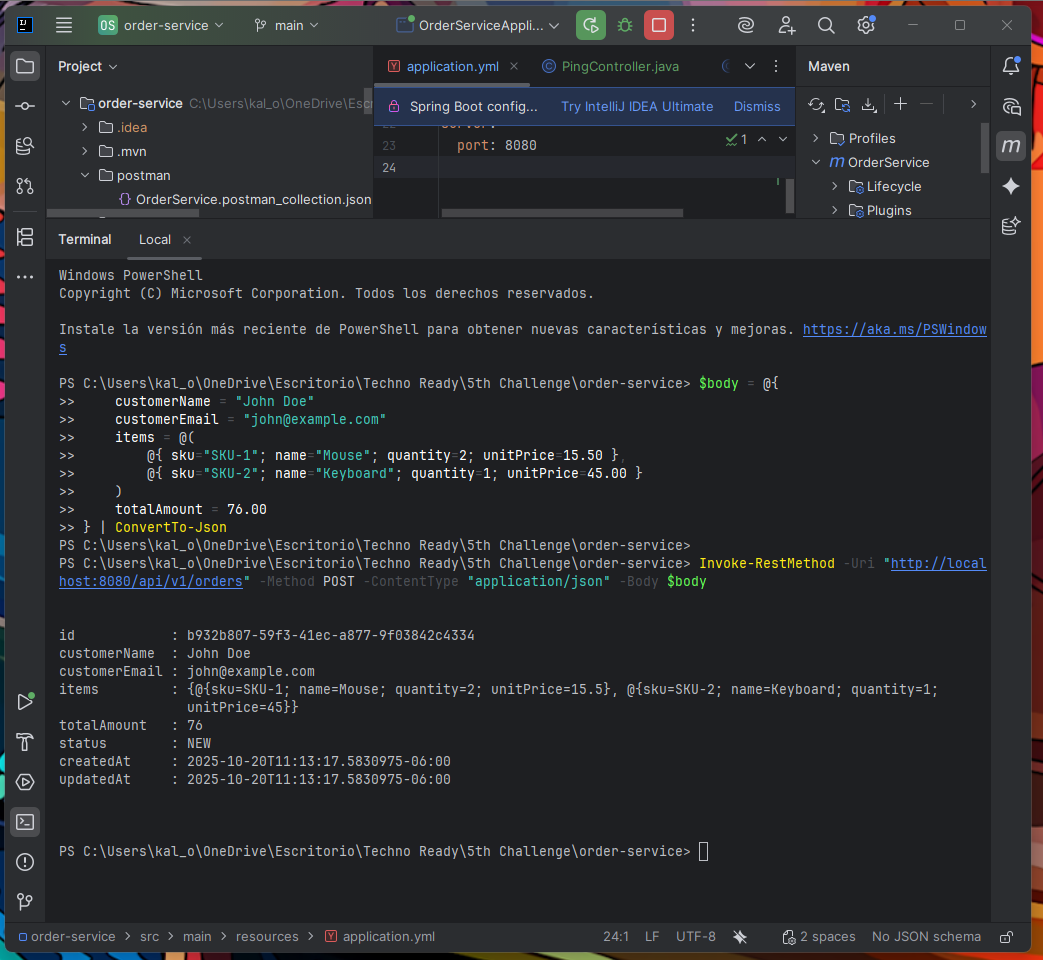 OS order-service main OrderServiceAppli...
Project application.yml PingController.java Maven
order-service C:\Users\kal_o\OneDrive\Escr
Spring Boot config... Try IntelliJ IDEA Ultimate Dismiss
.idea
.mvn
postman
OrderService.postman_collection.json
23 port: 8080
24
1
Profiles
OrderService
Lifecycle
Plugins
Terminal Local
Windows PowerShell
Copyright (C) Microsoft Corporation. Todos los derechos reservados.
Instale la versión más reciente de PowerShell para obtener nuevas características y mejoras. https://aka.ms/PSWindow
s
PS C:\Users\kal_o\OneDrive\Escritorio\Techno Ready\5th Challenge\order-service> $body = @{
>> customerName = "John Doe"
>> customerEmail = "john@example.com"
>> items = @(
>> @{ sku="SKU-1"; name="Mouse"; quantity=2; unitPrice=15.50 },
>> @{ sku="SKU-2"; name="Keyboard"; quantity=1; unitPrice=45.00 }
>> )
>> totalAmount = 76.00
>> } | ConvertTo-Json
PS C:\Users\kal_o\OneDrive\Escritorio\Techno Ready\5th Challenge\order-service>
PS C:\Users\kal_o\OneDrive\Escritorio\Techno Ready\5th Challenge\order-service> Invoke-RestMethod -Uri "http://local
host:8080/api/v1/orders" -Method POST -ContentType "application/json" -Body $body
id : b932b807-59f3-41ec-a877-9f03842c4334
customerName : John Doe
customerEmail : john@example.com
items : {@{sku=SKU-1; name=Mouse; quantity=2; unitPrice=15.5}, @{sku=SKU-2; name=Keyboard; quantity=1;
unitPrice=45}}
totalAmount : 76
status : NEW
createdAt : 2025-10-20T11:13:17.5830975-06:00
updatedAt : 2025-10-20T11:13:17.5830975-06:00
PS C:\Users\kal_o\OneDrive\Escritorio\Techno Ready\5th Challenge\order-service>
order-service > src > main > resources > application.yml 24:1 LF UTF-8 2 spaces No JSON schema